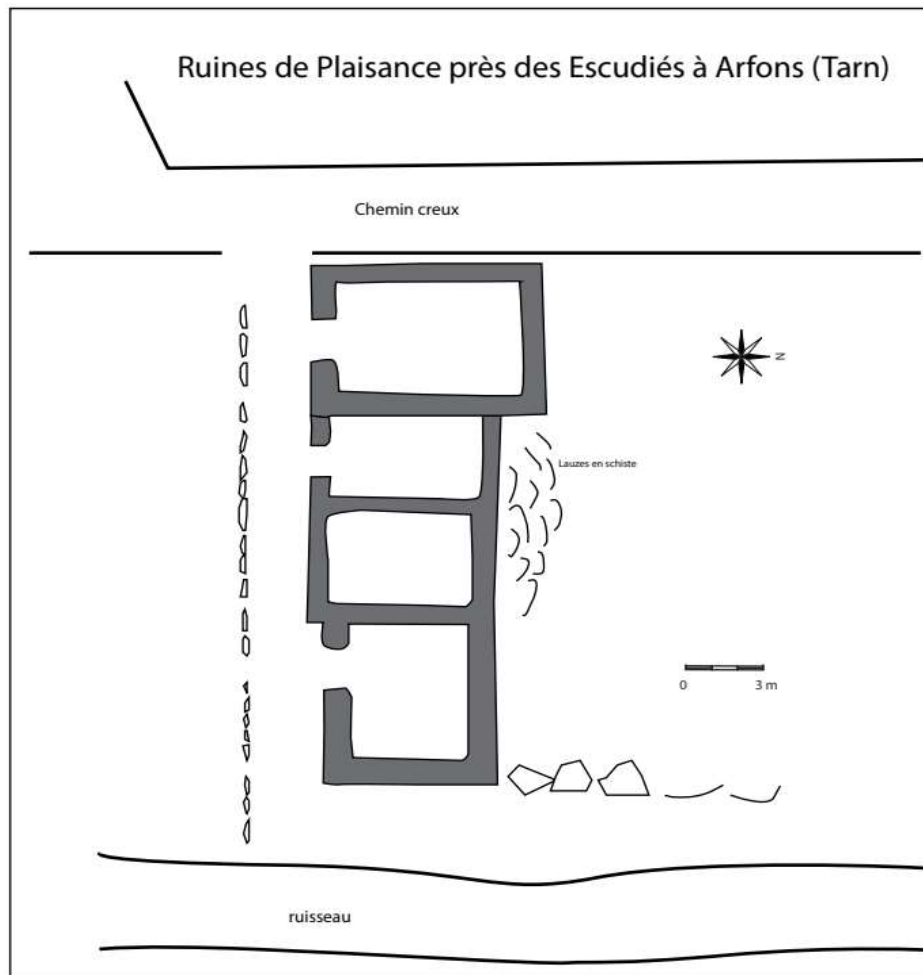 Ruines de Plaisance près des Escudiés à Arfons (Tarn)
Chemin creux
N
Lauzes en schiste
0 3 m
ruisseau